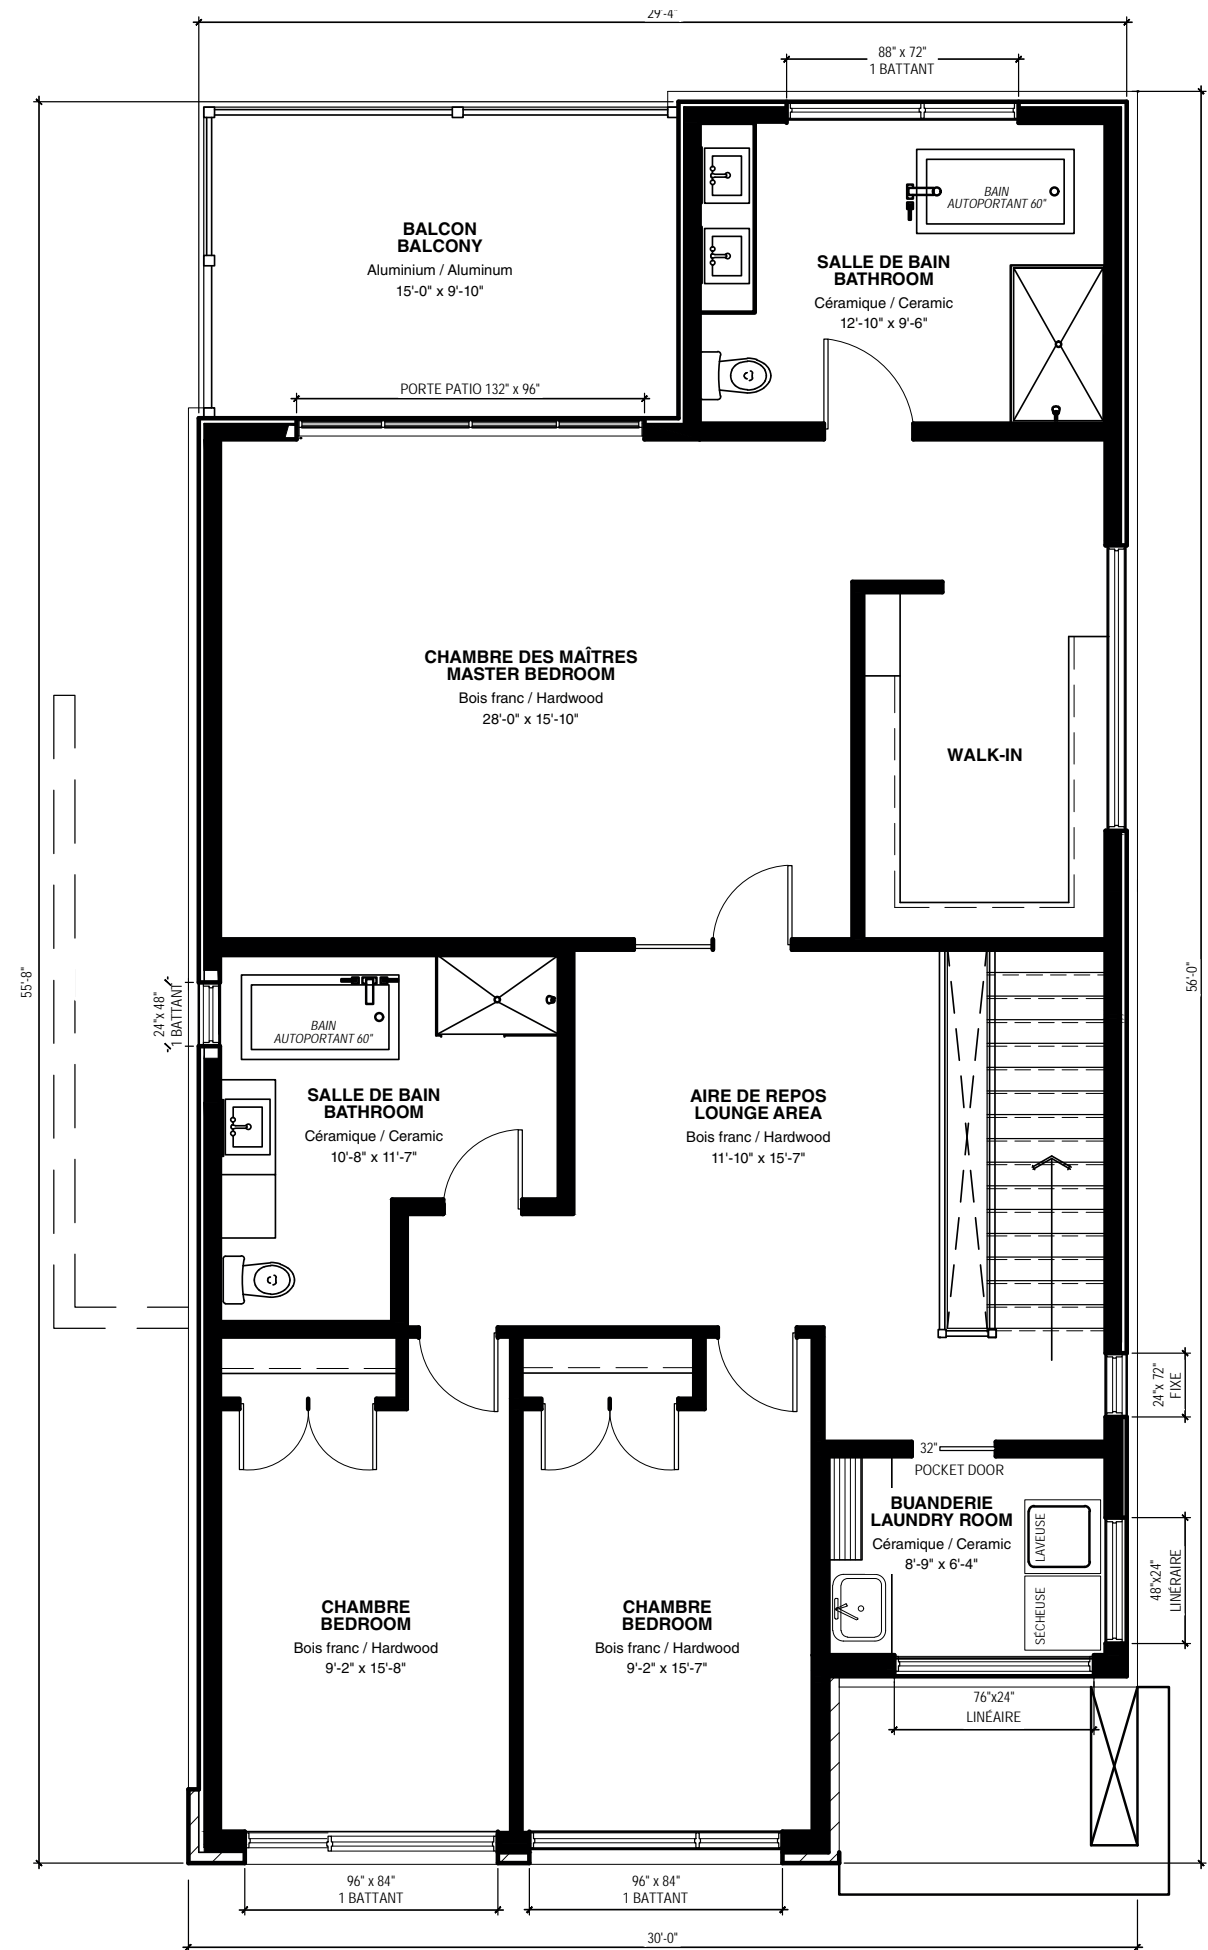 29'-4"
88" x 72"
1 BATTANT
BALCON
BALCONY
Aluminium / Aluminum
15'-0" x 9'-10"
BAIN
AUTOPORTANT 60"
SALLE DE BAIN
BATHROOM
Céramique / Ceramic
12'-10" x 9'-6"
PORTE PATIO 132" x 96"
CHAMBRE DES MAÎTRES
MASTER BEDROOM
Bois franc / Hardwood
28'-0" x 15'-10"
WALK-IN
55'-8"
56'-0"
24"x 48"
1 BATTANT
BAIN
AUTOPORTANT 60"
SALLE DE BAIN
BATHROOM
Céramique / Ceramic
10'-8" x 11'-7"
AIRE DE REPOS
LOUNGE AREA
Bois franc / Hardwood
11'-10" x 15'-7"
24"x 72"
FIXE
32"
POCKET DOOR
BUANDERIE
LAUNDRY ROOM
Céramique / Ceramic
8'-9" x 6'-4"
LAVEUSE
SÉCHEUSE
48"x24"
LINÉRAIRE
CHAMBRE
BEDROOM
Bois franc / Hardwood
9'-2" x 15'-8"
CHAMBRE
BEDROOM
Bois franc / Hardwood
9'-2" x 15'-7"
76"x24"
LINÉAIRE
96" x 84"
1 BATTANT
96" x 84"
1 BATTANT
30'-0"